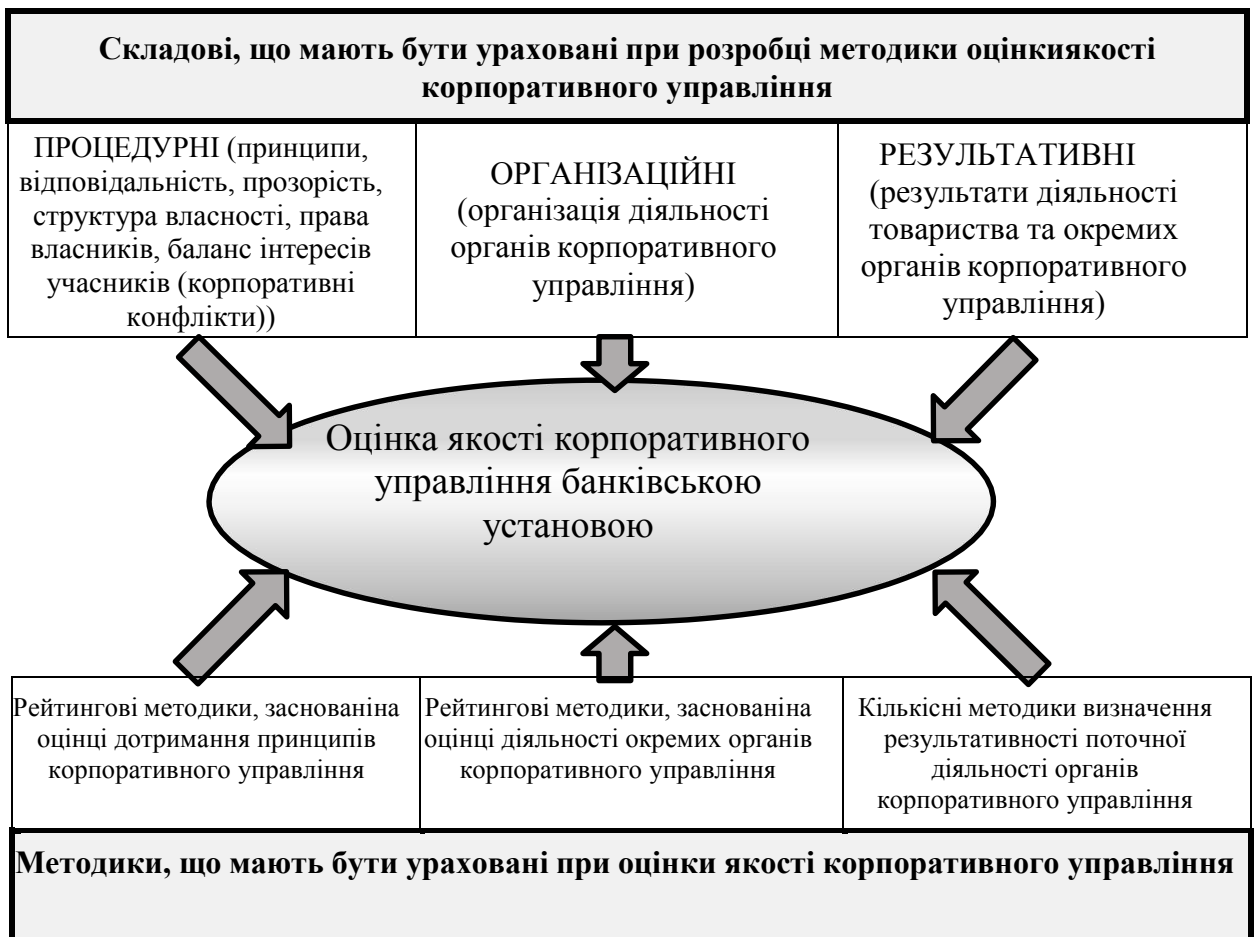 Складові, що мають бути ураховані при розробці методики оцінкиякості
корпоративного управління
ПРОЦЕДУРНІ (принципи,
відповідальність, прозорість,
структура власності, права
власників, баланс інтересів
учасників (корпоративні
конфлікти))
ОРГАНІЗАЦІЙНІ
(організація діяльності
органів корпоративного
управління)
РЕЗУЛЬТАТИВНІ
(результати діяльності
товариства та окремих
органів корпоративного
управління)
Оцінка якості корпоративного
управління банківською
установою
Рейтингові методики, заснованіна
оцінці дотримання принципів
корпоративного управління
Рейтингові методики, заснованіна
оцінці діяльності окремих органів
корпоративного управління
Кількісні методики визначення
результативності поточної
діяльності органів
корпоративного управління
Методики, що мають бути ураховані при оцінки якості корпоративного управління